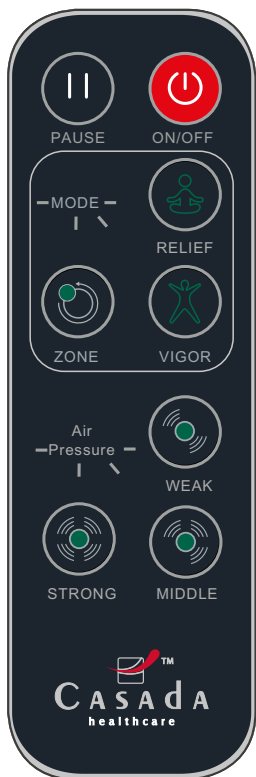 PAUSE ON/OFF
MODE
RELIEF
ZONE VIGOR
Air
Pressure
WEAK
STRONG MIDDLE
TM
CASADA
healthcare